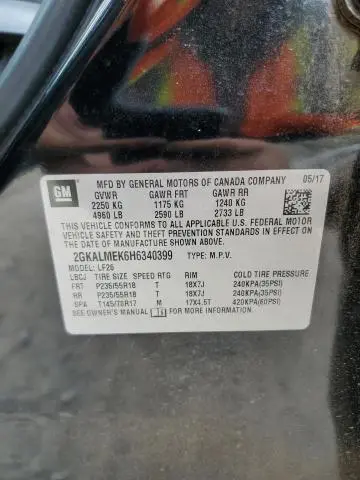 GM MFD BY GENERAL MOTORS OF CANADA COMPANY 05/17
GVWR GAWR FRT GAWR RR
2250 KG 1175 KG 1240 KG
4960 LB 2590 LB 2733 LB
THIS VEHICLE CONFORMS TO ALL APPLICABLE U.S. FEDERAL MOTOR
VEHICLE AND THEFT PREVENTION STANDARDS IN EFFECT ON
THE DATE OF MANUFACTURE SHOWN ABOVE.
2GKALMEK6H6340399 TYPE: M.P.V.
MODEL: LF26
LBCJ TIRE SIZE SPEED RTG RIM COLD TIRE PRESSURE
FRT P235/55R18 T 18X7J 240KPA(35PSI)
RR P235/55R18 T 18X7J 240KPA(35PSI)
SPA T145/70R17 M 17X4.5T 420KPA(60PSI)
SEE OWNER'S MANUAL FOR MORE INFORMATION.